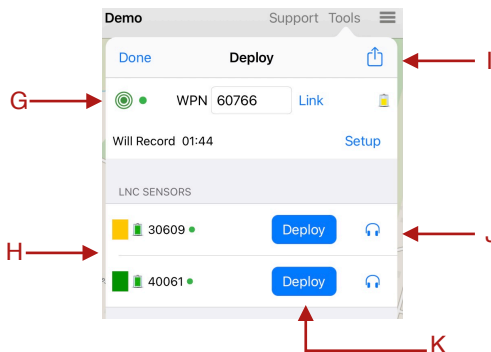 Demo Support Tools
Done Deploy I
G WPN 60766 Link
Will Record 01:44 Setup
LNC SENSORS
30609 Deploy J
H
40061 Deploy
K